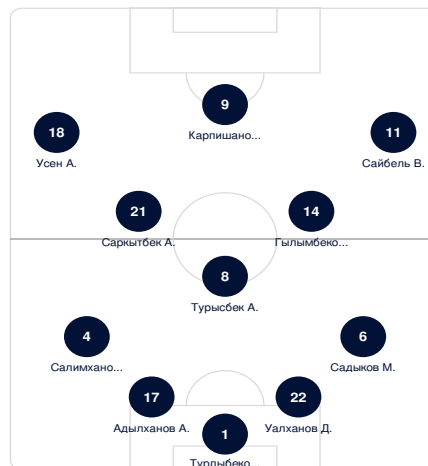 9
Карпишано...
18
11
Усен А.
Сайбель В.
21
14
Саркытбек А.
Гылымбеко...
8
Турысбек А.
4
6
Салимхано...
Садыков М.
17
22
Адылханов А.
Уалханов Д.
1
Турлыбеко...